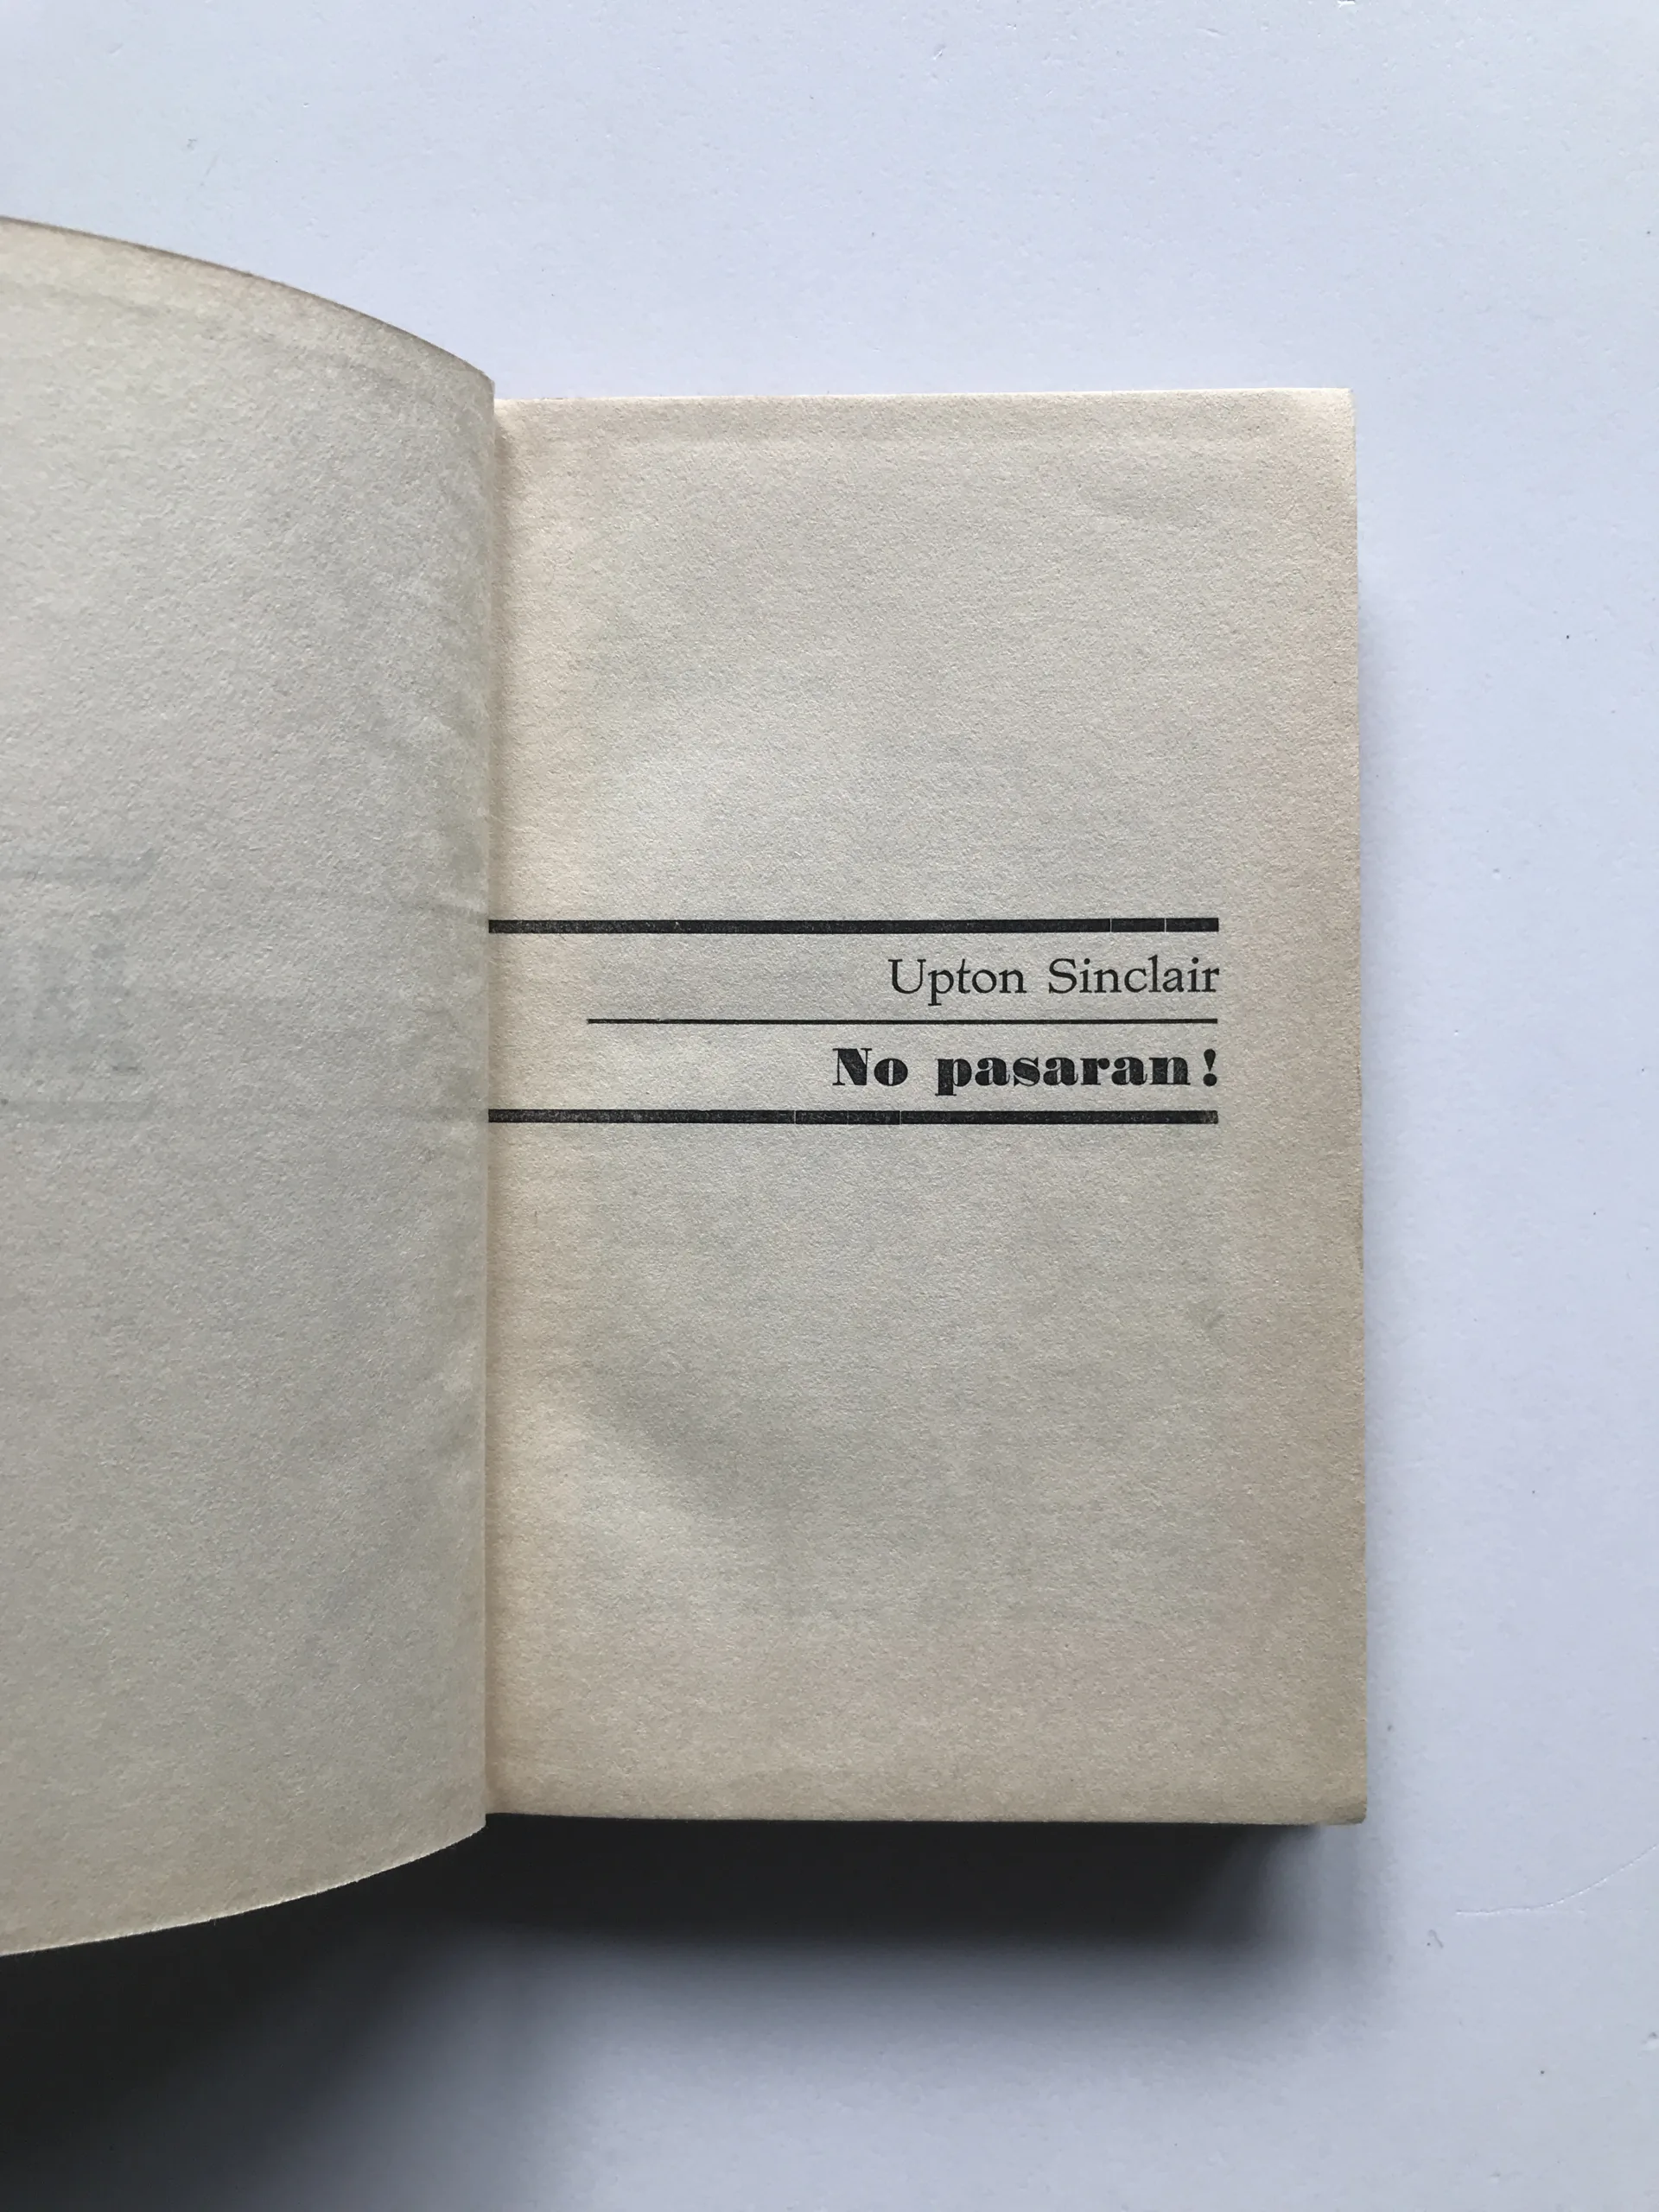 Upton Sinclair
No pasaran!